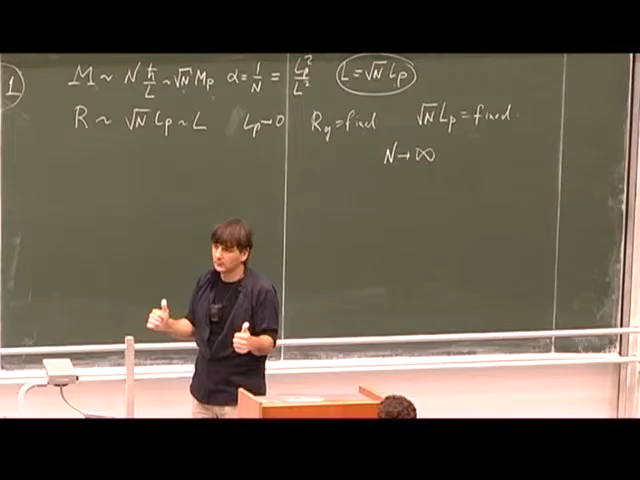 1
M ~ N ħ/L ~ √N Mp α = 1/N = Lp²/L² L = √N Lp
R ~ √N Lp ~ L Lp → 0 Rg = fixed √N Lp = fixed.
N → ∞